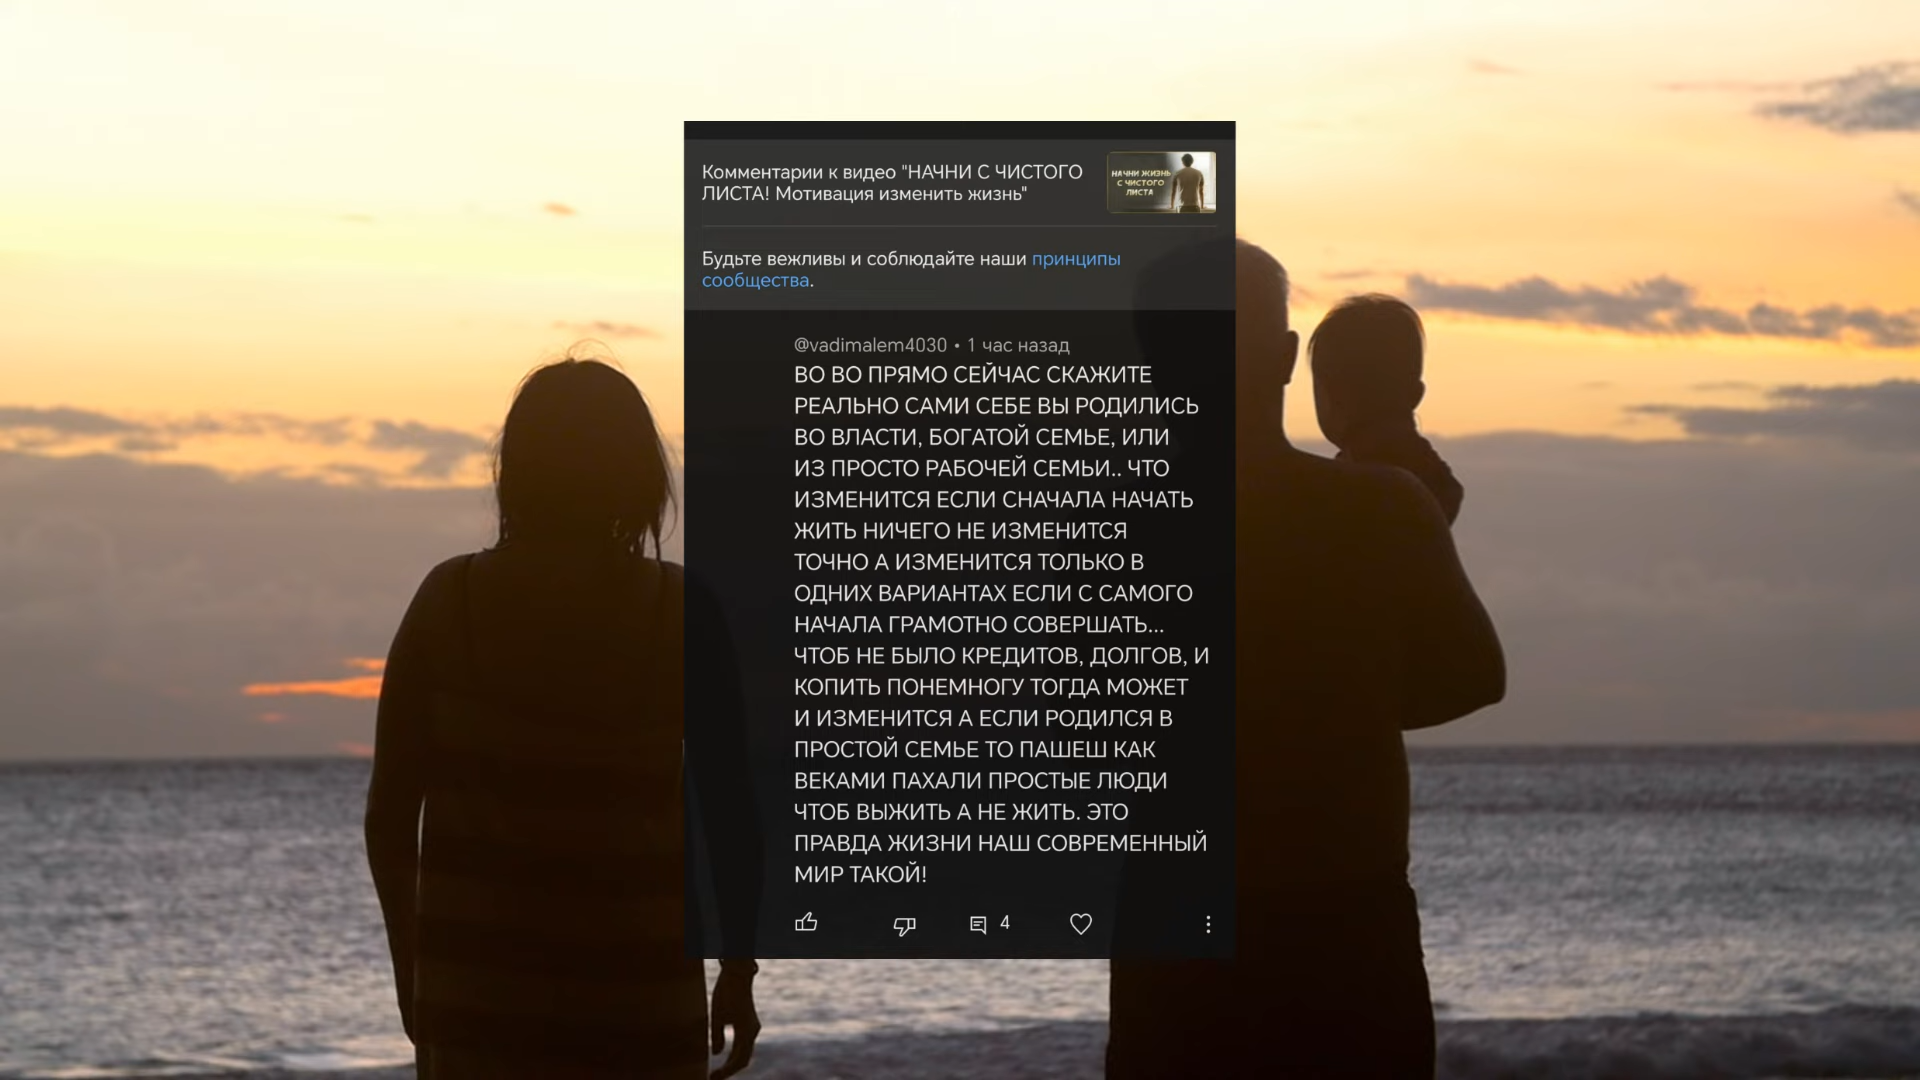 Комментарии к видео "НАЧНИ С ЧИСТОГО
ЛИСТА! Мотивация изменить жизнь"
НАЧНИ ЖИЗНЬ
С ЧИСТОГО
ЛИСТА
Будьте вежливы и соблюдайте наши принципы
сообщества.
@vadimalem4030 • 1 час назад
ВО ВО ПРЯМО СЕЙЧАС СКАЖИТЕ
РЕАЛЬНО САМИ СЕБЕ ВЫ РОДИЛИСЬ
ВО ВЛАСТИ, БОГАТОЙ СЕМЬЕ, ИЛИ
ИЗ ПРОСТО РАБОЧЕЙ СЕМЬИ.. ЧТО
ИЗМЕНИТСЯ ЕСЛИ СНАЧАЛА НАЧАТЬ
ЖИТЬ НИЧЕГО НЕ ИЗМЕНИТСЯ
ТОЧНО А ИЗМЕНИТСЯ ТОЛЬКО В
ОДНИХ ВАРИАНТАХ ЕСЛИ С САМОГО
НАЧАЛА ГРАМОТНО СОВЕРШАТЬ...
ЧТОБ НЕ БЫЛО КРЕДИТОВ, ДОЛГОВ, И
КОПИТЬ ПОНЕМНОГУ ТОГДА МОЖЕТ
И ИЗМЕНИТСЯ А ЕСЛИ РОДИЛСЯ В
ПРОСТОЙ СЕМЬЕ ТО ПАШЕШ КАК
ВЕКАМИ ПАХАЛИ ПРОСТЫЕ ЛЮДИ
ЧТОБ ВЫЖИТЬ А НЕ ЖИТЬ. ЭТО
ПРАВДА ЖИЗНИ НАШ СОВРЕМЕННЫЙ
МИР ТАКОЙ!
4